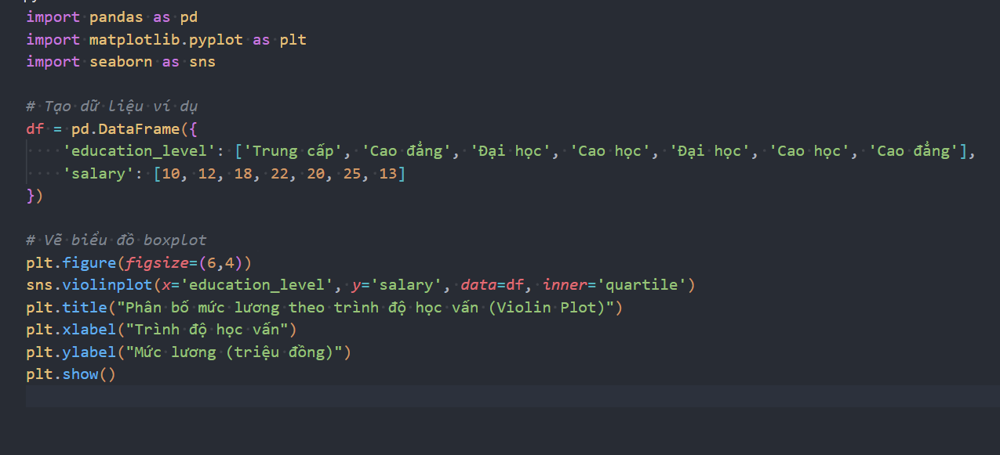 import pandas as pd
import matplotlib.pyplot as plt
import seaborn as sns
# Tạo dữ liệu ví dụ
df = pd.DataFrame({
    'education_level': ['Trung cấp', 'Cao đẳng', 'Đại học', 'Cao học', 'Đại học', 'Cao học', 'Cao đẳng'],
    'salary': [10, 12, 18, 22, 20, 25, 13]
})
# Vẽ biểu đồ boxplot
plt.figure(figsize=(6,4))
sns.violinplot(x='education_level', y='salary', data=df, inner='quartile')
plt.title("Phân bố mức lương theo trình độ học vấn (Violin Plot)")
plt.xlabel("Trình độ học vấn")
plt.ylabel("Mức lương (triệu đồng)")
plt.show()